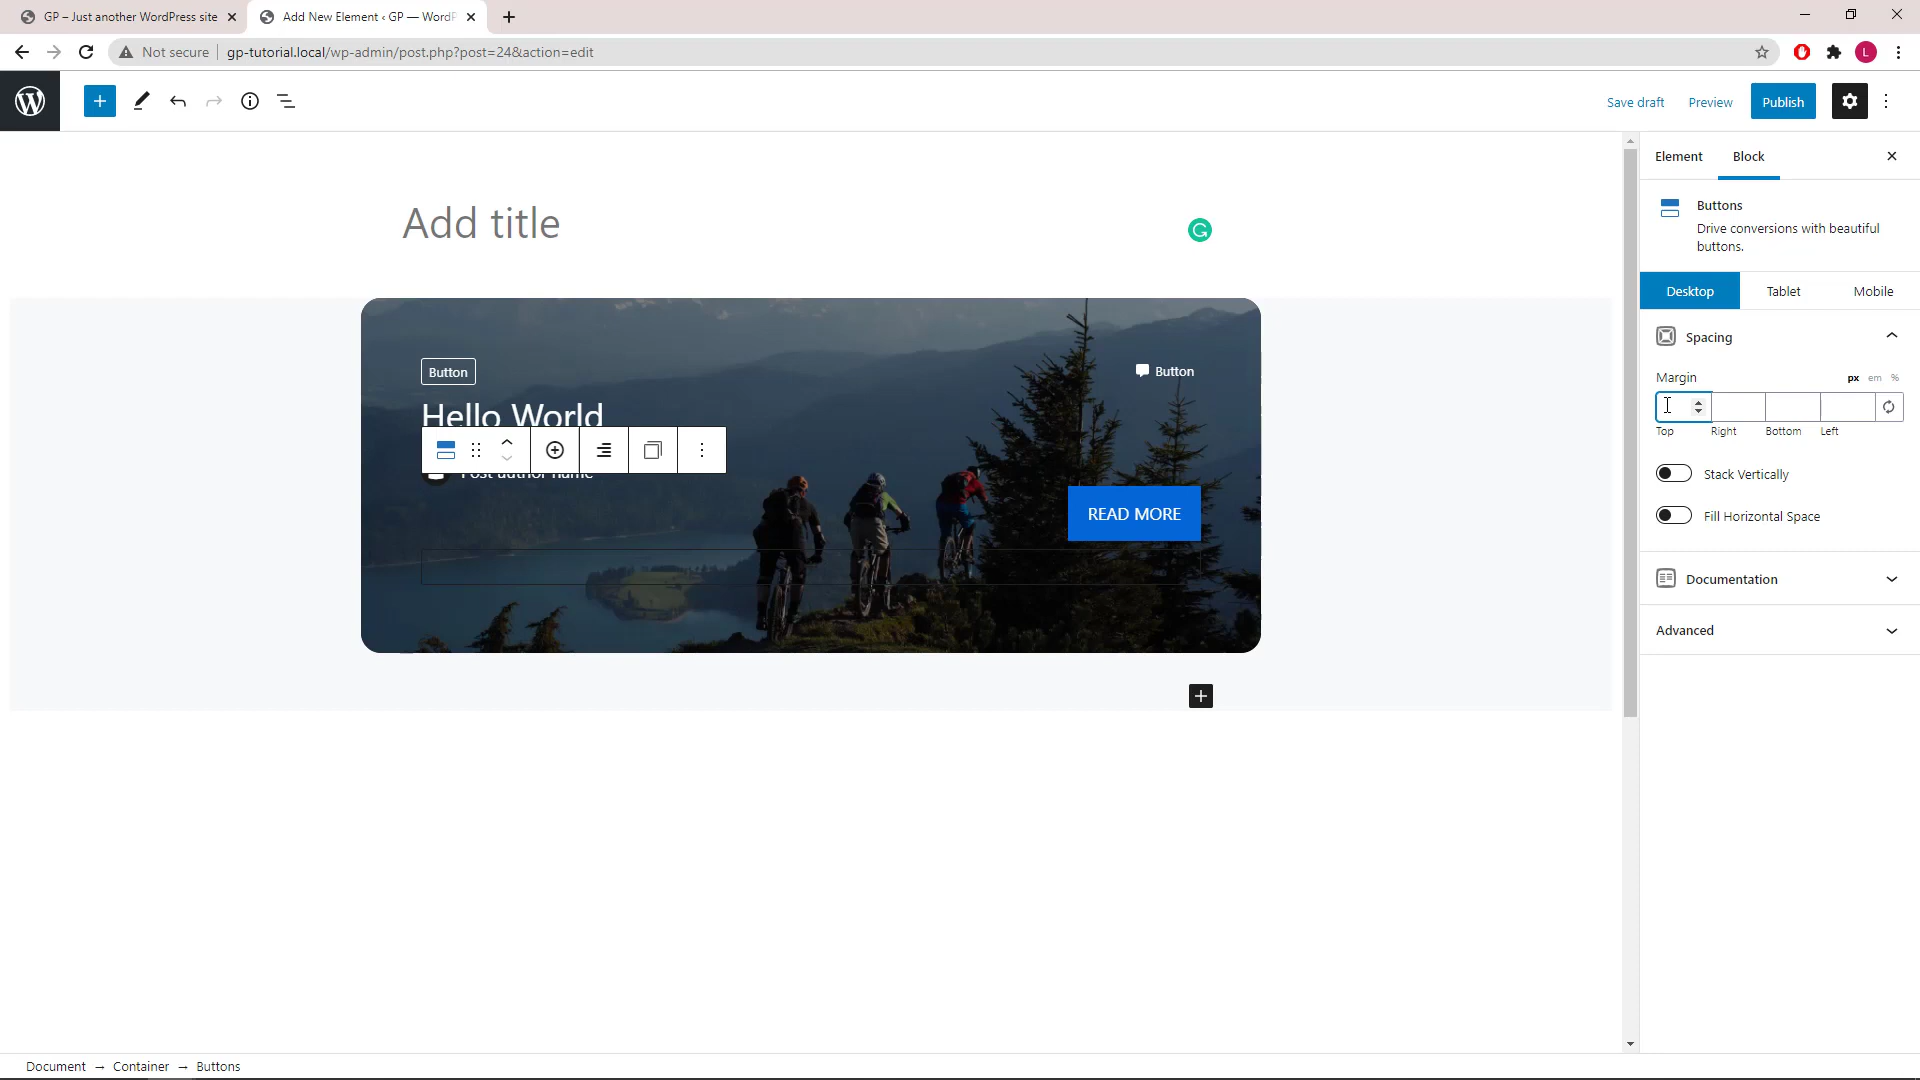 GP – Just another WordPress site
Add New Element ‹ GP — WordP
Not secure
gp-tutorial.local/wp-admin/post.php?post=24&action=edit
Save draft
Preview
Publish
Element
Block
Add title
Buttons
Drive conversions with beautiful
buttons.
Desktop
Tablet
Mobile
Spacing
Button
Button
Margin
px
em
%
Hello World
Top
Right
Bottom
Left
Post author name
Stack Vertically
READ MORE
Fill Horizontal Space
Documentation
Advanced
Document → Container → Buttons
L